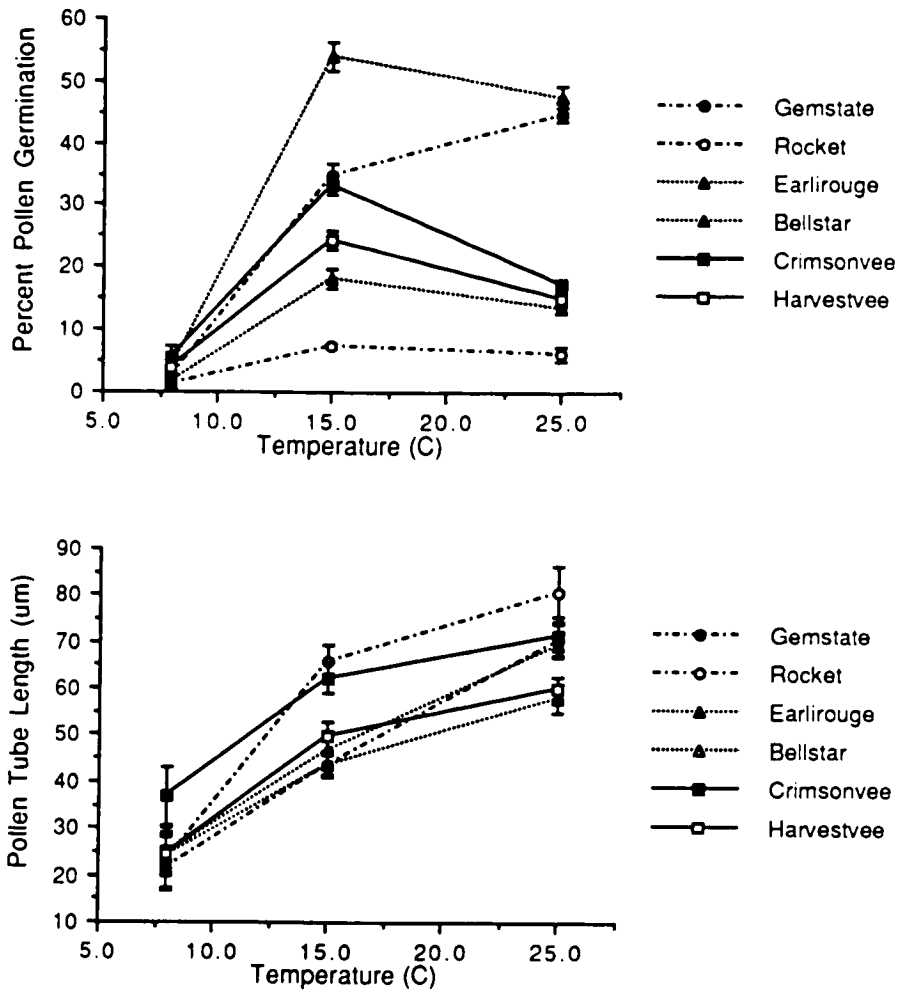 Percent Pollen Germination
60
50
40
30
20
10
0
5.0 10.0 15.0 20.0 25.0
Temperature (C)
Gemstate
Rocket
Earlirouge
Bellstar
Crimsonvee
Harvestvee
Pollen Tube Length (um)
90
80
70
60
50
40
30
20
10
5.0 10.0 15.0 20.0 25.0
Temperature (C)
Gemstate
Rocket
Earlirouge
Bellstar
Crimsonvee
Harvestvee